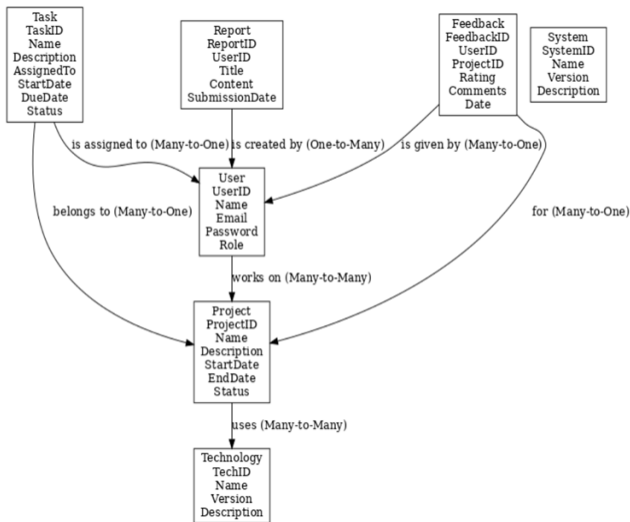 Task
TaskID
Name
Description
AssignedTo
StartDate
DueDate
Status
Report
ReportID
UserID
Title
Content
SubmissionDate
Feedback
FeedbackID
UserID
ProjectID
Rating
Comments
Date
System
SystemID
Name
Version
Description
is assigned to (Many-to-One)
is created by (One-to-Many)
is given by (Many-to-One)
User
UserID
Name
Email
Password
Role
belongs to (Many-to-One)
for (Many-to-One)
works on (Many-to-Many)
Project
ProjectID
Name
Description
StartDate
EndDate
Status
uses (Many-to-Many)
Technology
TechID
Name
Version
Description